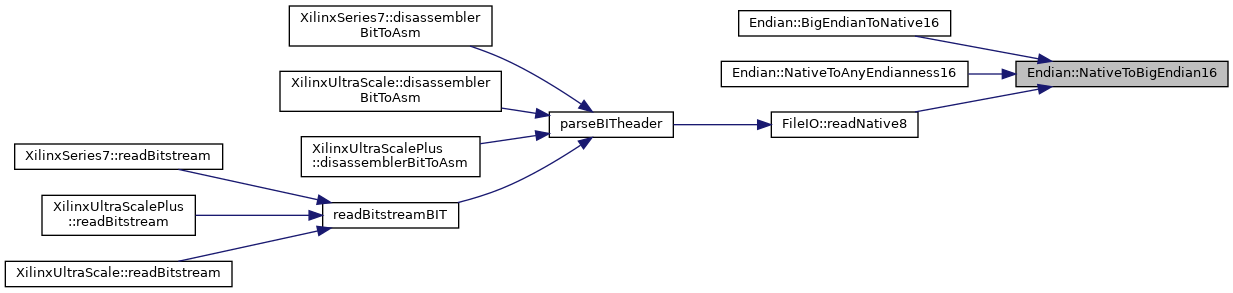 XilinxSeries7::disassembler
BitToAsm
Endian::BigEndianToNative16
XilinxUltraScale::disassembler
BitToAsm
Endian::NativeToAnyEndianness16
Endian::NativeToBigEndian16
parseBITheader
FileIO::readNative8
XilinxUltraScalePlus
::disassemblerBitToAsm
XilinxSeries7::readBitstream
XilinxUltraScalePlus
::readBitstream
readBitstreamBIT
XilinxUltraScale::readBitstream